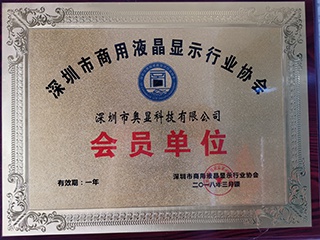 深圳市商用液晶显示行业协会
深圳市奥显科技有限公司
会员单位
有效期：一年
深圳市商用液晶显示行业协会
二〇一八年三月